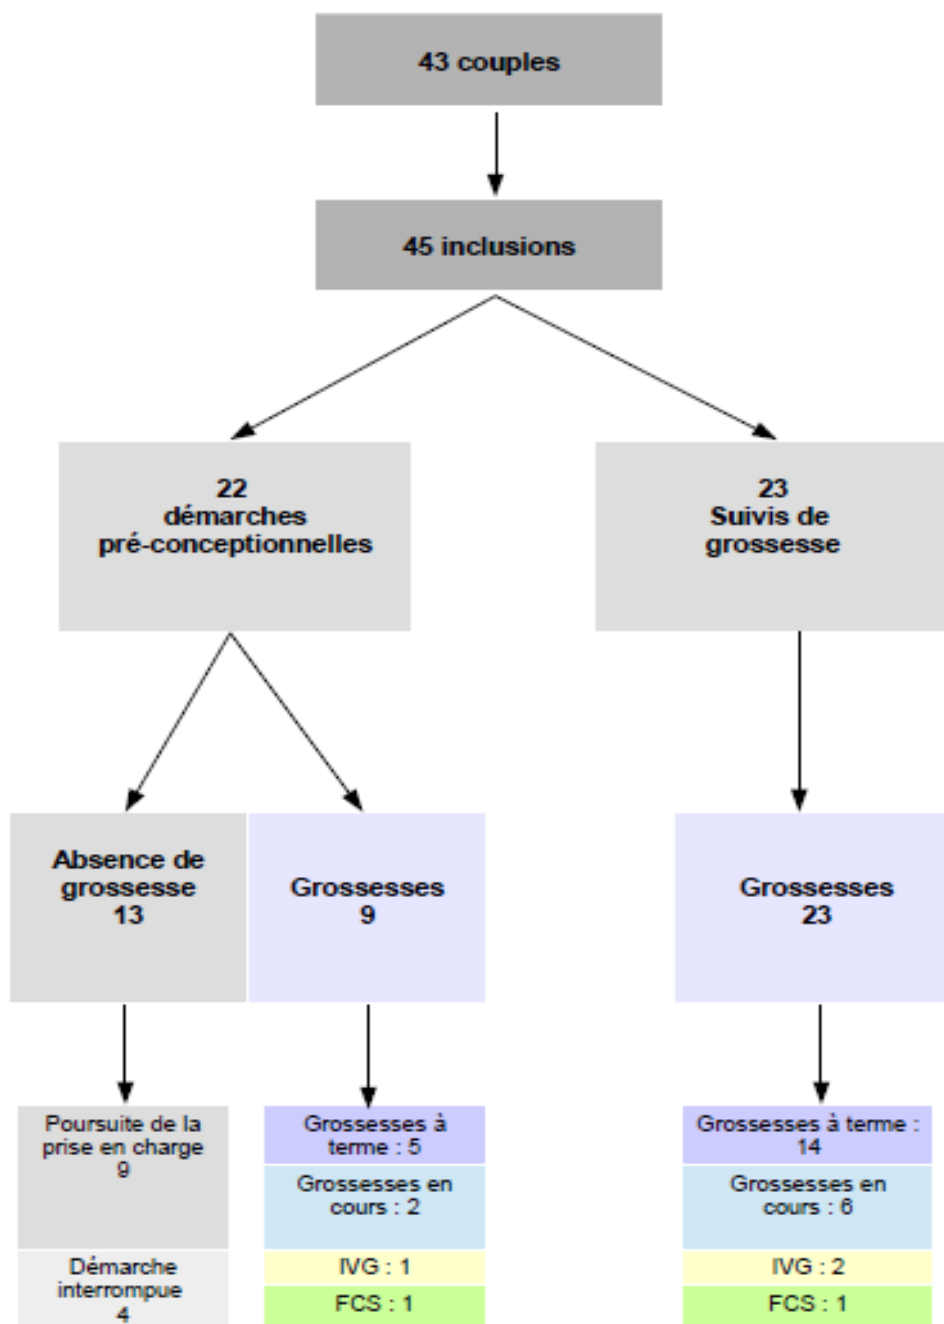 43 couples
45 inclusions
22
démarches
pré-conceptionnelles
23
Suivis de
grossesse
Absence de
grossesse
13
Grossesses
9
Grossesses
23
Poursuite de la
prise en charge
9
Démarche
interrompue
4
Grossesses à
terme : 5
Grossesses en
cours : 2
IVG : 1
FCS : 1
Grossesses à terme :
14
Grossesses en
cours : 6
IVG : 2
FCS : 1